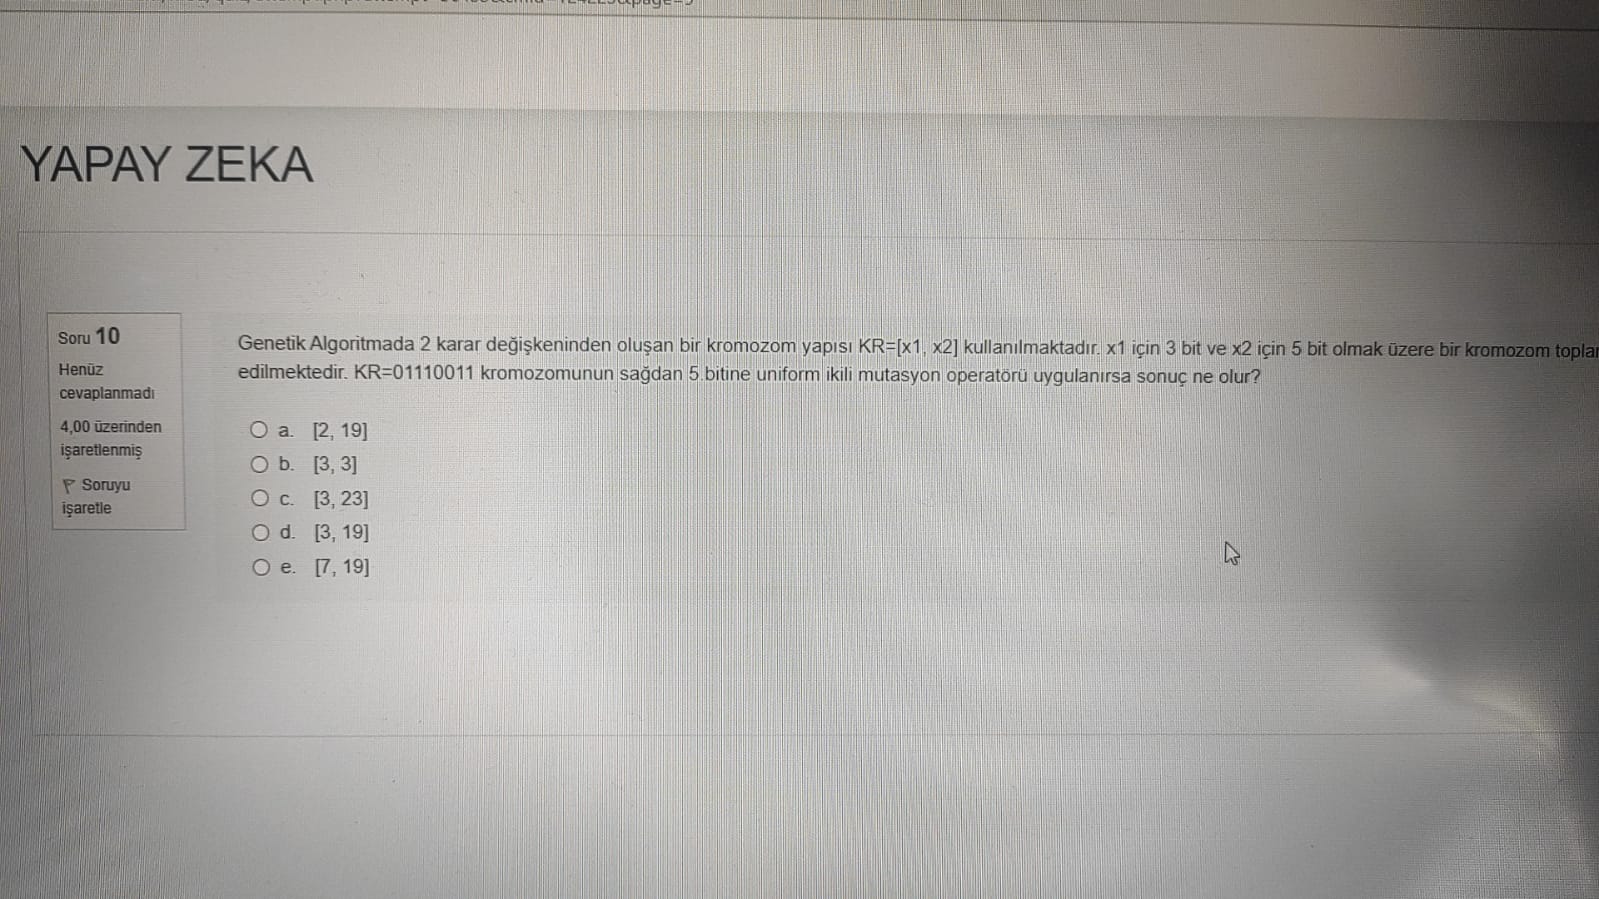 YAPAY ZEKA
Soru 10
Henüz
cevaplanmadı
4,00 üzerinden
işaretlenmiş
Soruyu
işaretle
Genetik Algoritmada 2 karar değişkeninden oluşan bir kromozom yapısı KR=[x1, x2] kullanılmaktadır. x1 için 3 bit ve x2 için 5 bit olmak üzere bir kromozom
edilmektedir. KR=01110011 kromozomunun sağdan 5.bitine uniform ikili mutasyon operatörü uygulanırsa sonuç ne olur?
a. [2, 19]
b. [3, 3]
c. [3, 23]
d. [3, 19]
e. [7, 19]